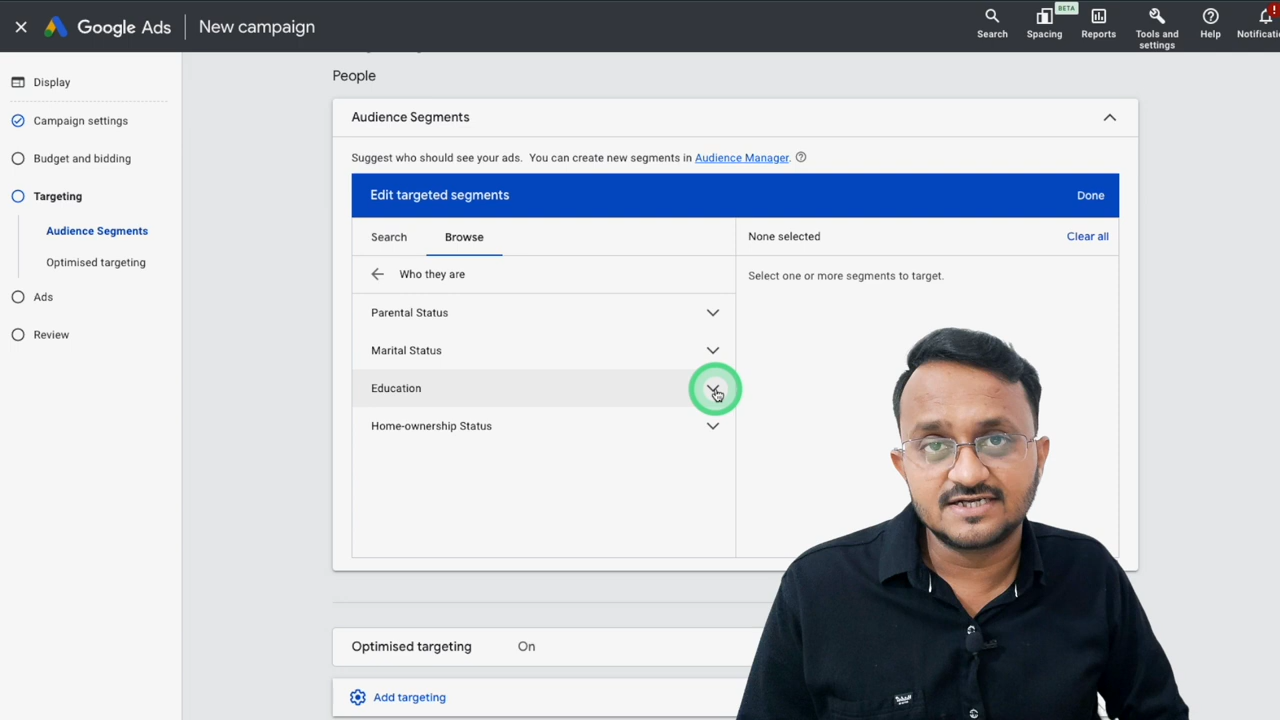 Google Ads
New campaign
Search
BETA
Spacing
Reports
Tools and
settings
Help
!
Display
Campaign settings
Budget and bidding
Targeting
Audience Segments
Optimised targeting
Ads
Review
People
Audience Segments
Suggest who should see your ads. You can create new segments in Audience Manager.
Edit targeted segments
Done
Search
Browse
None selected
Clear all
Who they are
Select one or more segments to target.
Parental Status
Marital Status
Education
Home-ownership Status
Optimised targeting
On
Add targeting